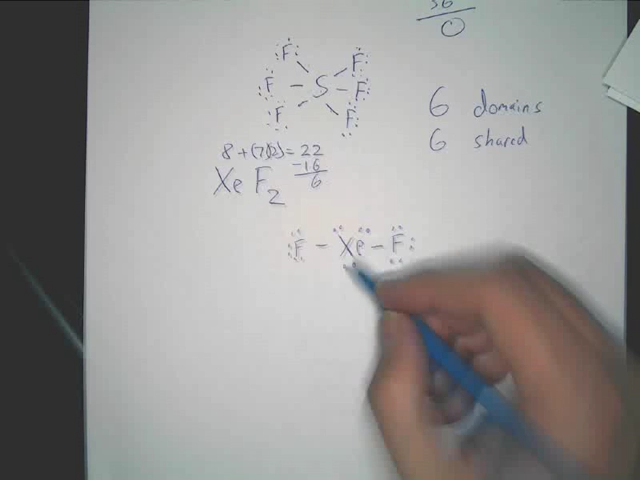 36
0
F F
F - S - F
F F
6 domains
6 shared
8 + (7)(2) = 22
-16
6
XeF2
F - Xe - F